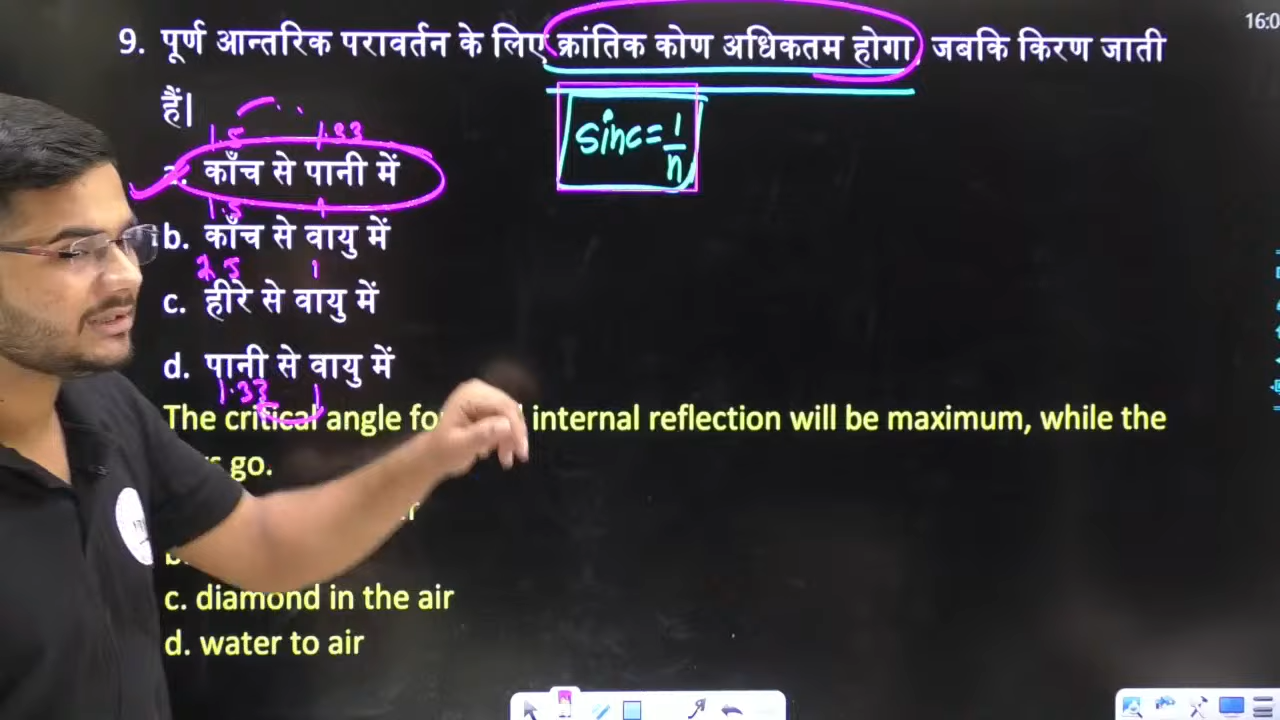 16:0
9. पूर्ण आन्तरिक परावर्तन के लिए क्रांतिक कोण अधिकतम होगा जबकि किरण जाती
हैं|
sinc=1/n
1.5 1.33
a. काँच से पानी में
1.5 1
b. काँच से वायु में
2.5 1
c. हीरे से वायु में
d. पानी से वायु में
1.33 1
The critical angle internal reflection will be maximum, while the
go.
b.
c. diamond in the air
d. water to air